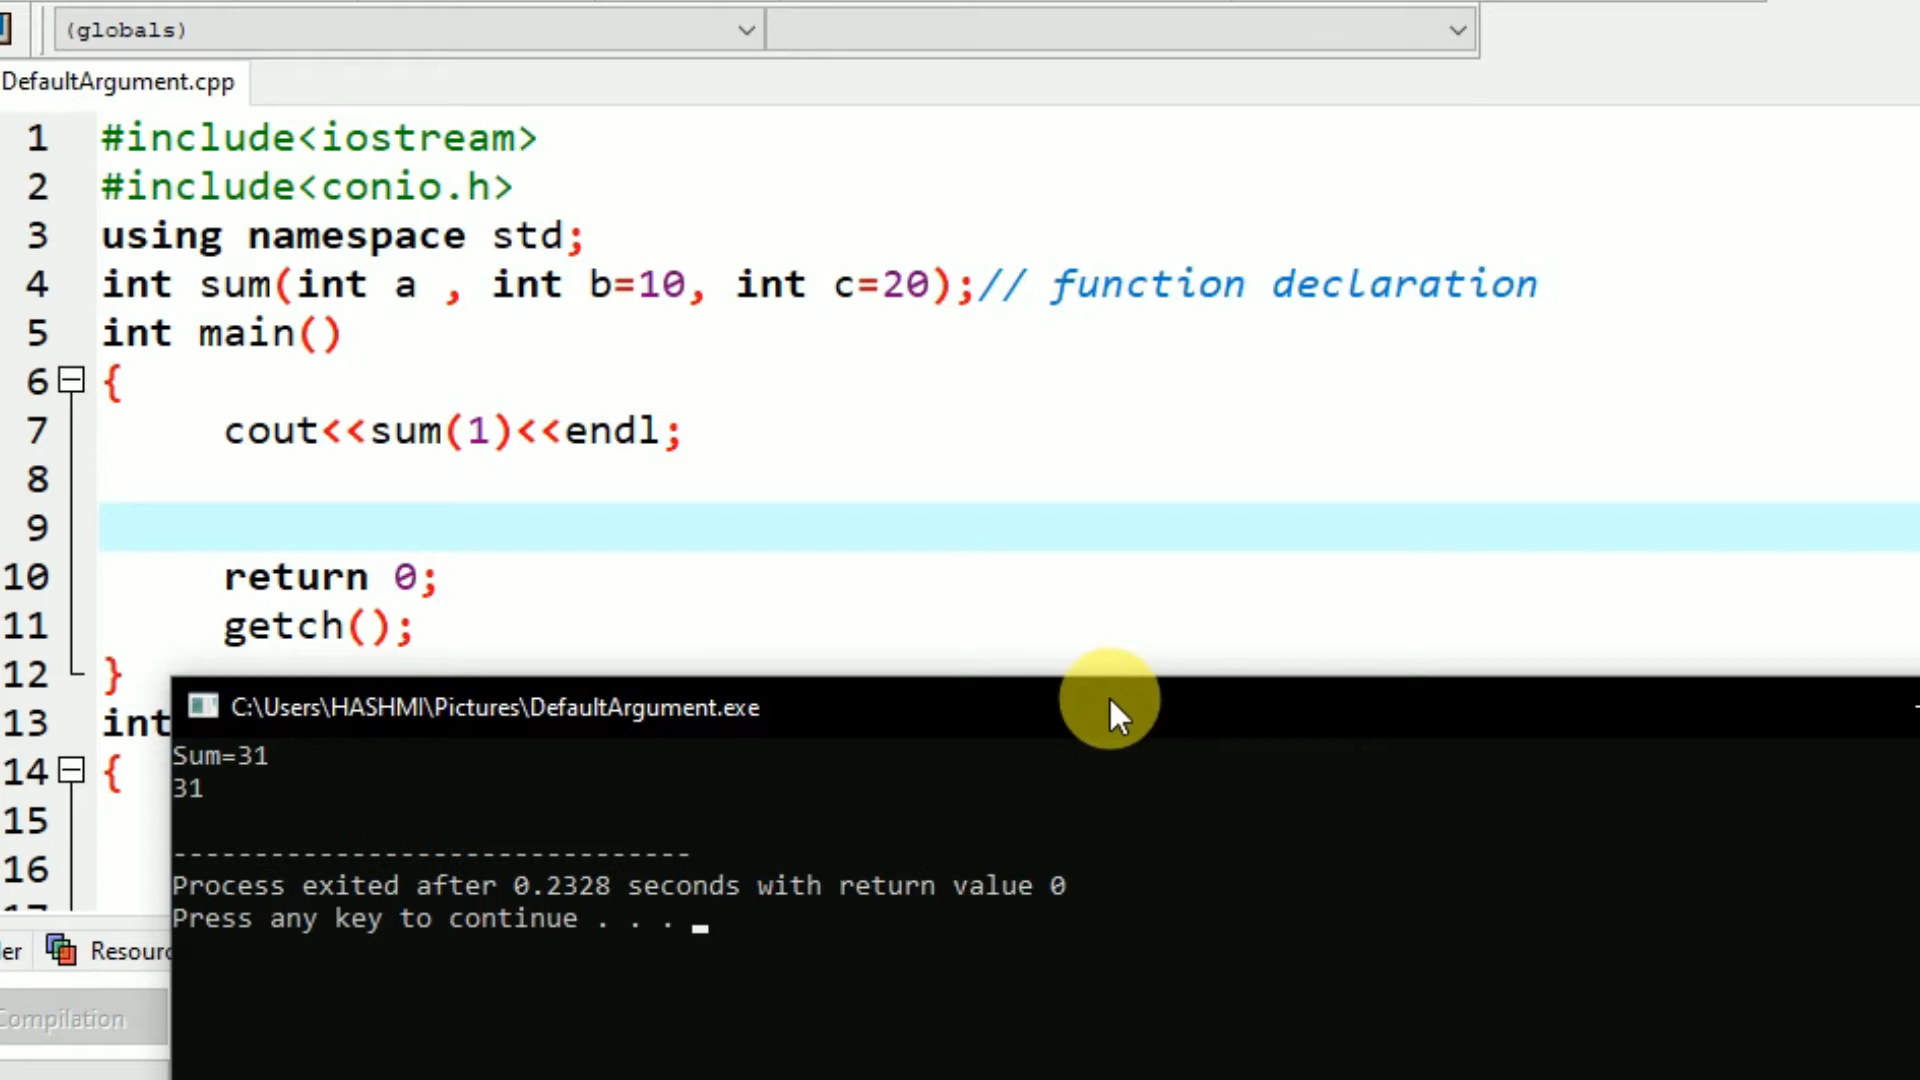 (globals)
DefaultArgument.cpp
1 #include<iostream>
2 #include<conio.h>
3 using namespace std;
4 int sum(int a , int b=10, int c=20);// function declaration
5 int main()
6 {
7 cout<<sum(1)<<endl;
8
9
10 return 0;
11 getch();
12 }
13 int
14 {
15
16
C:\Users\HASHMI\Pictures\DefaultArgument.exe
Sum=31
31
--------------------------------
Process exited after 0.2328 seconds with return value 0
Press any key to continue . . .